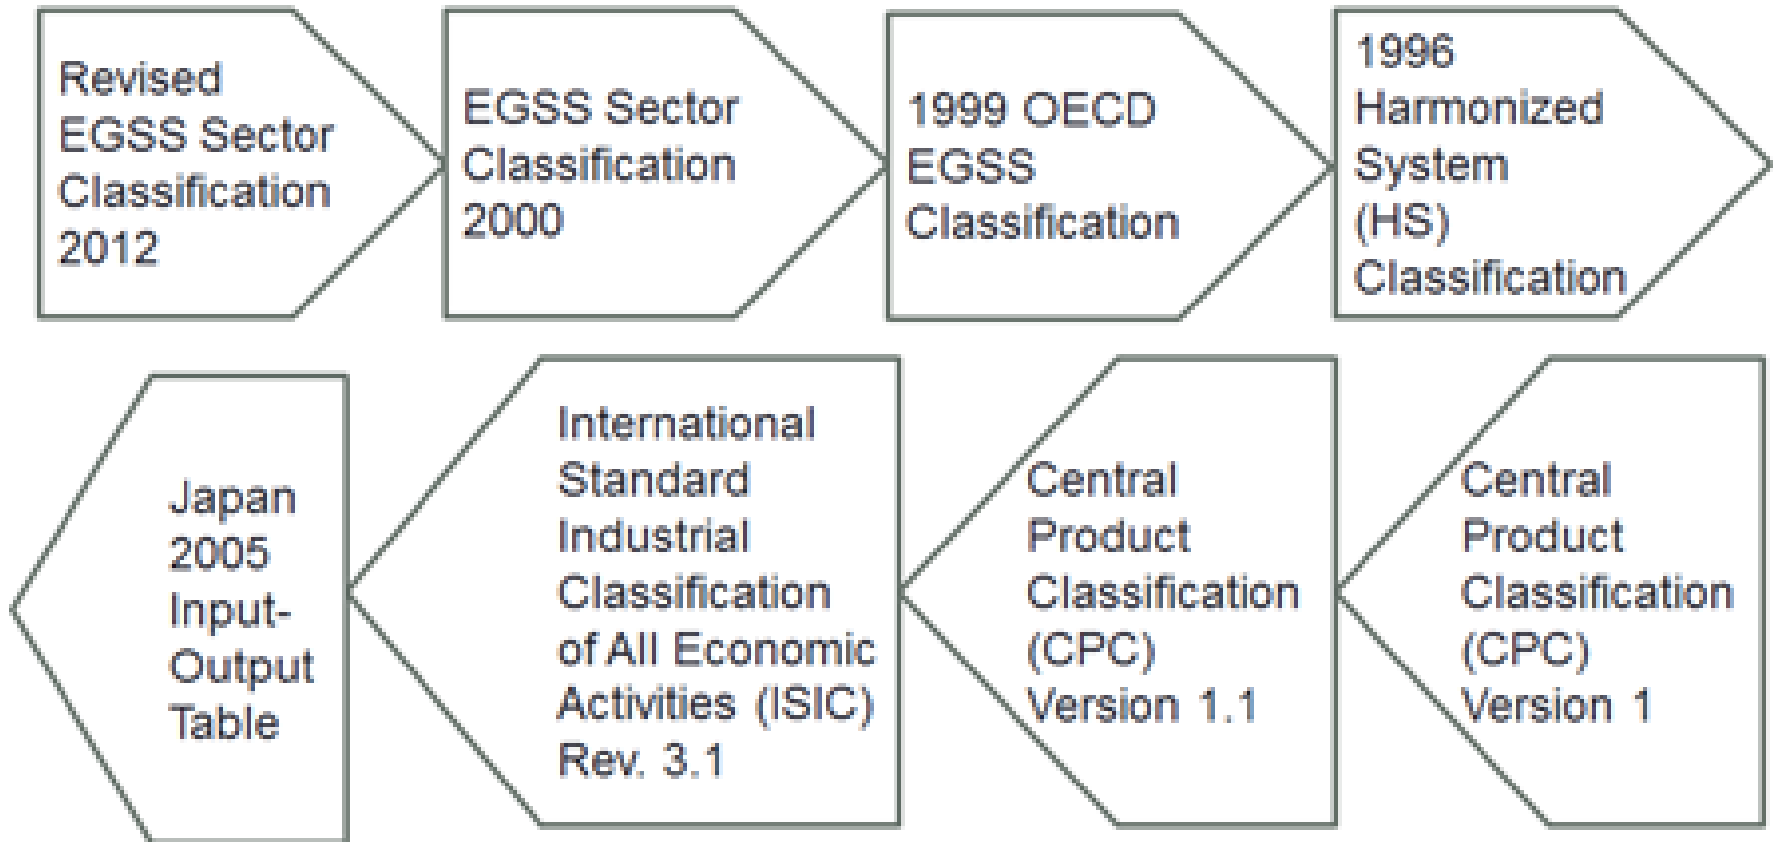 Revised
EGSS Sector
Classification
2012
EGSS Sector
Classification
2000
1999 OECD
EGSS
Classification
1996
Harmonized
System
(HS)
Classification
Japan
2005
Input-
Output
Table
International
Standard
Industrial
Classification
of All Economic
Activities (ISIC)
Rev. 3.1
Central
Product
Classification
(CPC)
Version 1.1
Central
Product
Classification
(CPC)
Version 1